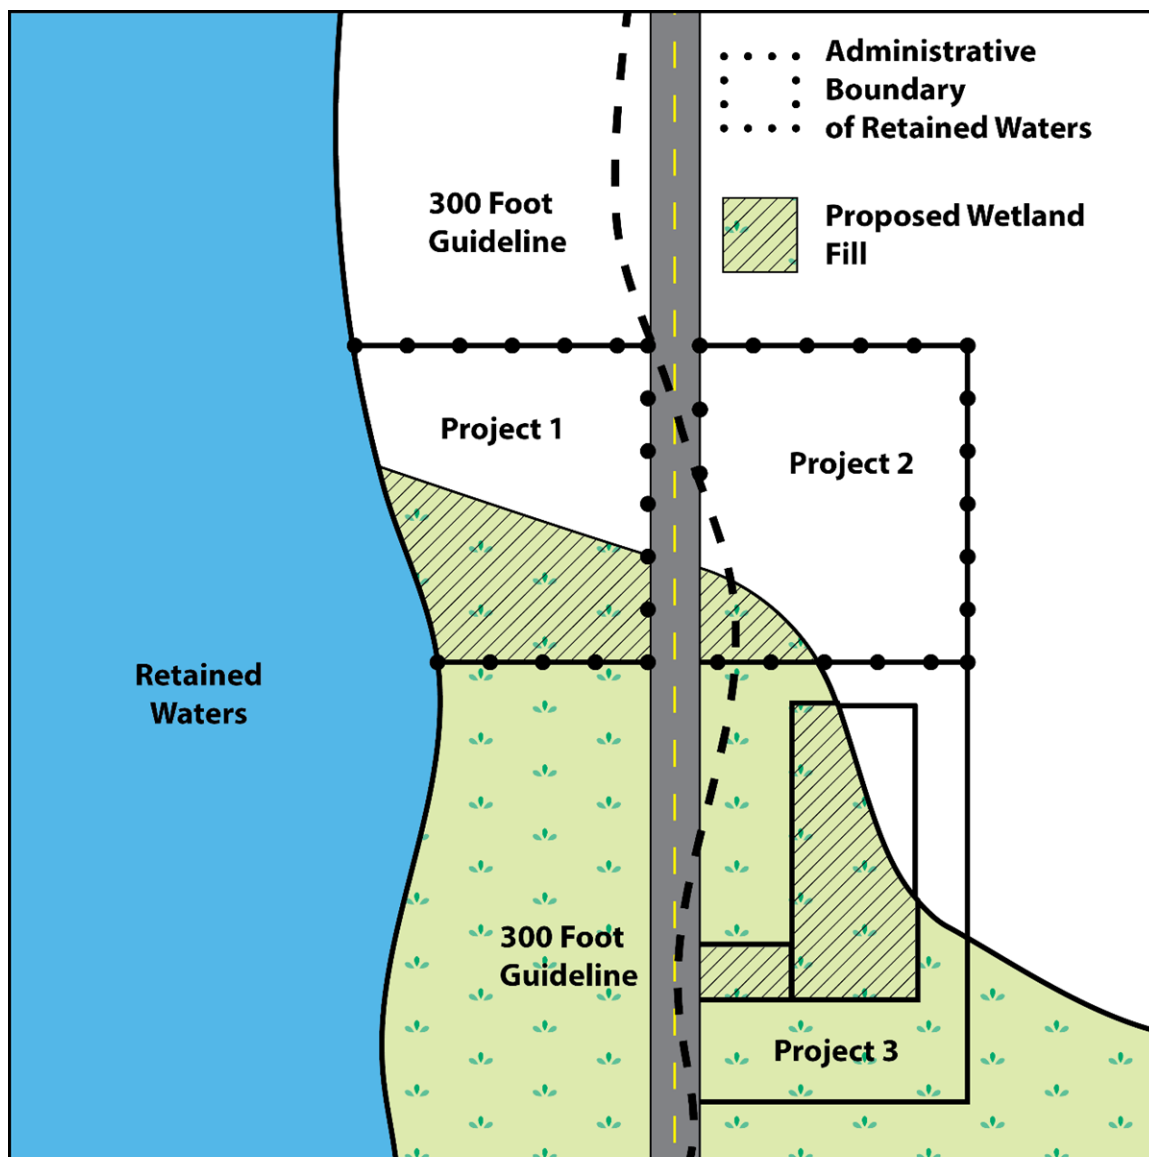 Administrative
Boundary
of Retained Waters
300 Foot
Guideline
Proposed Wetland
Fill
Project 1
Project 2
Retained
Waters
300 Foot
Guideline
Project 3